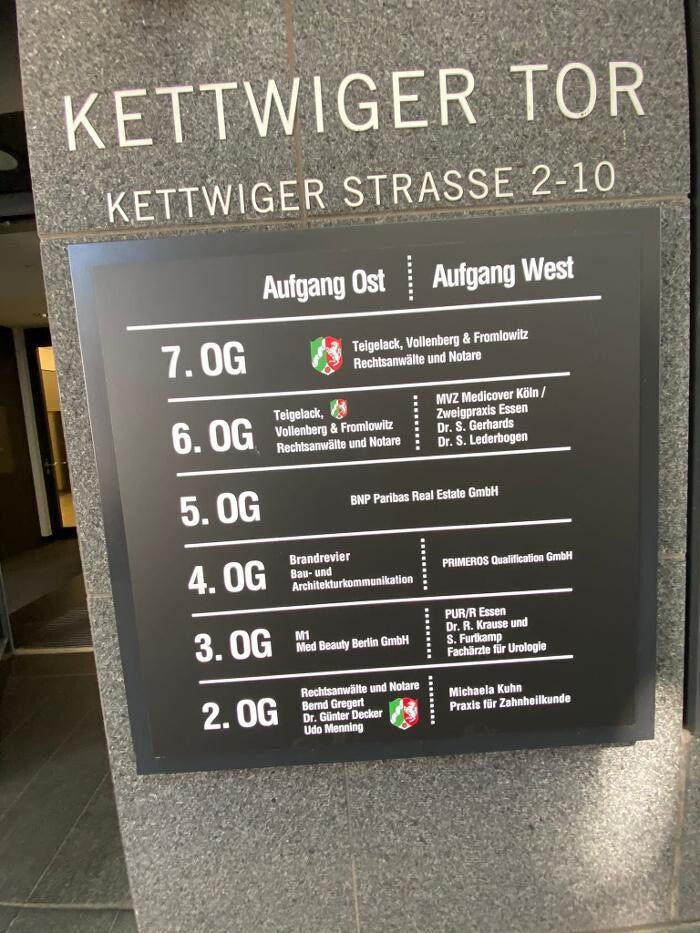 KETTWIGER TOR
KETTWIGER STRASSE 2-10
Aufgang Ost
Aufgang West
7. OG
Teigelack, Vollenberg & Fromlowitz
Rechtsanwälte und Notare
6. OG
Teigelack,
Vollenberg & Fromlowitz
Rechtsanwälte und Notare
MVZ Medicover Köln /
Zweigpraxis Essen
Dr. S. Gerhards
Dr. S. Lederbogen
5. OG
BNP Paribas Real Estate GmbH
4. OG
Brandrevier
Bau- und
Architekturkommunikation
PRIMEROS Qualification GmbH
3. OG
M1
Med Beauty Berlin GmbH
PUR/R Essen
Dr. R. Krause und
S. Furtkamp
Fachärzte für Urologie
2. OG
Rechtsanwälte und Notare
Bernd Gregert
Dr. Günter Decker
Udo Menning
Michaela Kuhn
Praxis für Zahnheilkunde